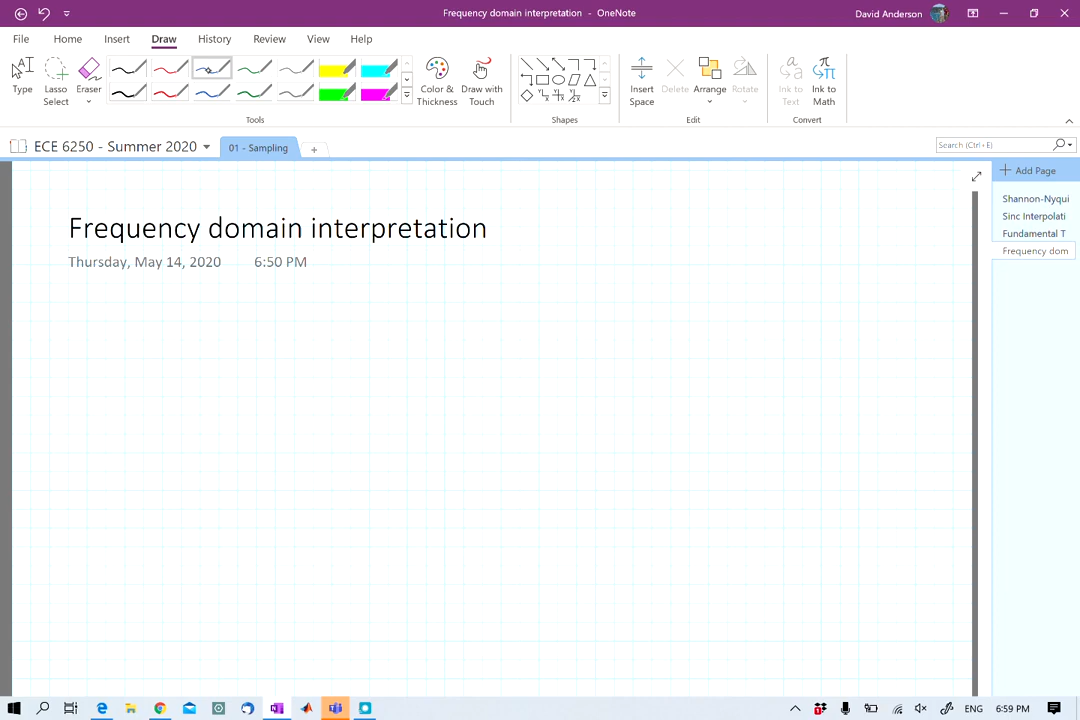 Frequency domain interpretation - OneNote
David Anderson
File Home Insert Draw History Review View Help
Type
Lasso Select
Eraser
Color & Thickness
Draw with Touch
Insert Space
Delete
Arrange
Rotate
Ink to Text
Ink to Math
Tools
Shapes
Edit
Convert
ECE 6250 - Summer 2020
01 - Sampling
Search (Ctrl+E)
Add Page
Shannon-Nyqui
Sinc Interpolati
Fundamental T
Frequency dom
Frequency domain interpretation
Thursday, May 14, 2020 6:50 PM
ENG 6:59 PM